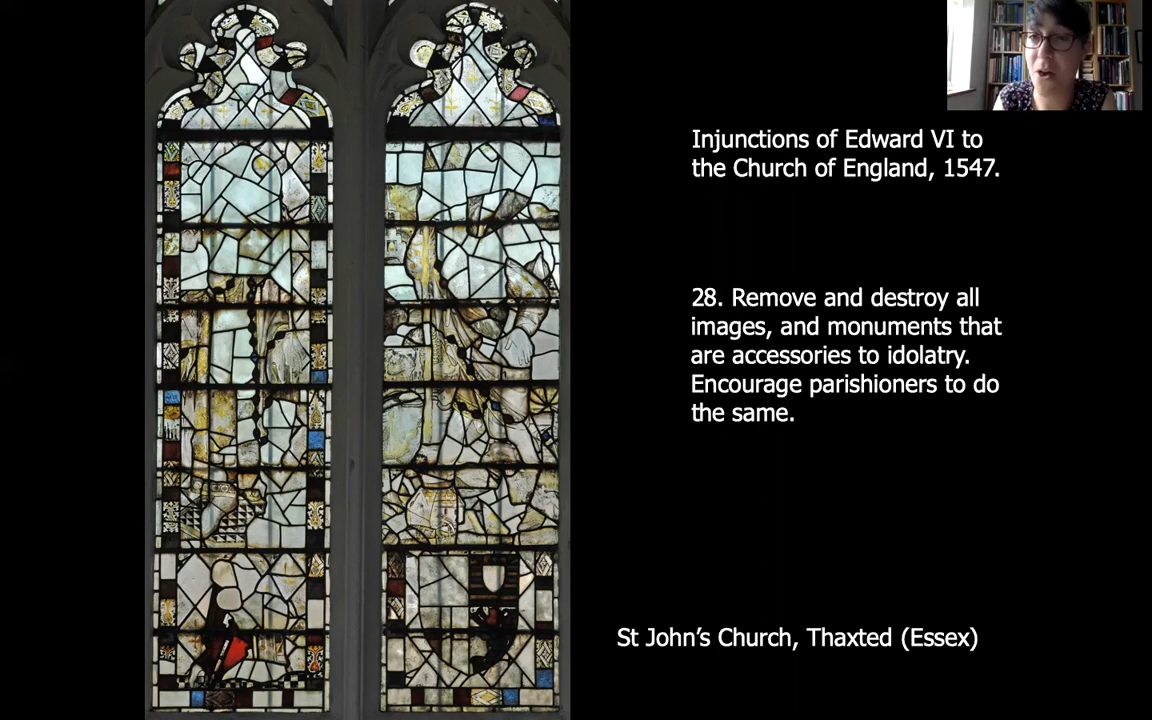 Injunctions of Edward VI to
the Church of England, 1547.
28. Remove and destroy all
images, and monuments that
are accessories to idolatry.
Encourage parishioners to do
the same.
St John’s Church, Thaxted (Essex)